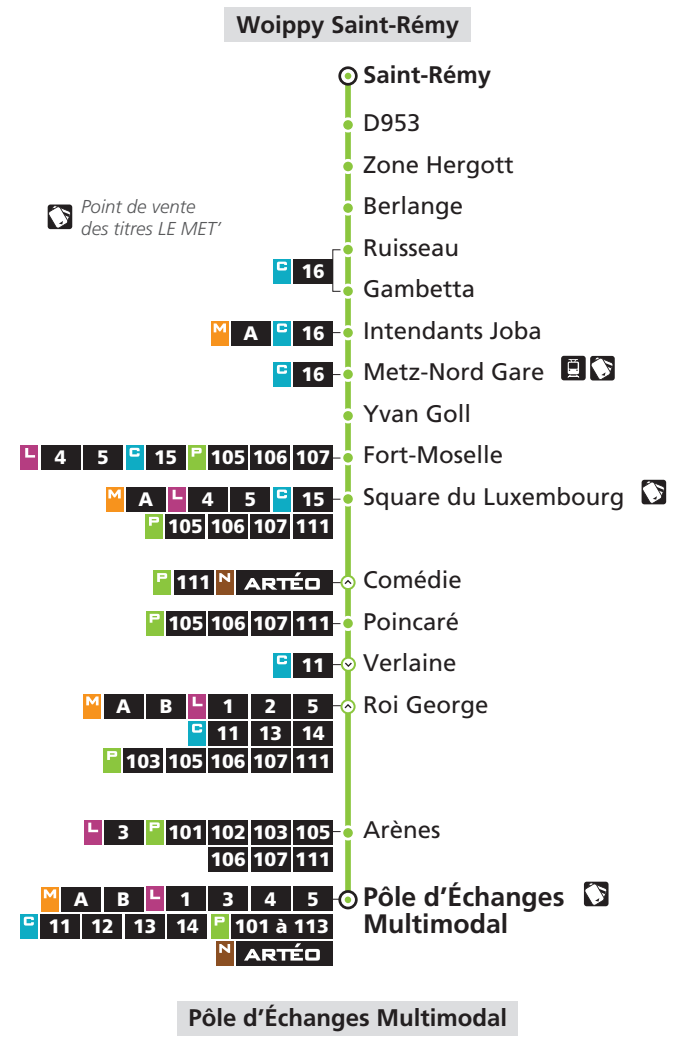 Woippy Saint-Rémy
Saint-Rémy
D953
Zone Hergott
Point de vente
des titres LE MET'
Berlange
Ruisseau
C 16
Gambetta
M A C 16 Intendants Joba
C 16 Metz-Nord Gare
Yvan Goll
L 4 5 C 15 P 105 106 107 Fort-Moselle
M A L 4 5 C 15 Square du Luxembourg
P 105 106 107 111
P 111 N ARTÉO Comédie
P 105 106 107 111 Poincaré
C 11 Verlaine
M A B L 1 2 5 Roi George
C 11 13 14
P 103 105 106 107 111
L 3 P 101 102 103 105 Arènes
106 107 111
M A B L 1 3 4 5 Pôle d'Échanges
C 11 12 13 14 P 101 à 113 Multimodal
N ARTÉO
Pôle d'Échanges Multimodal